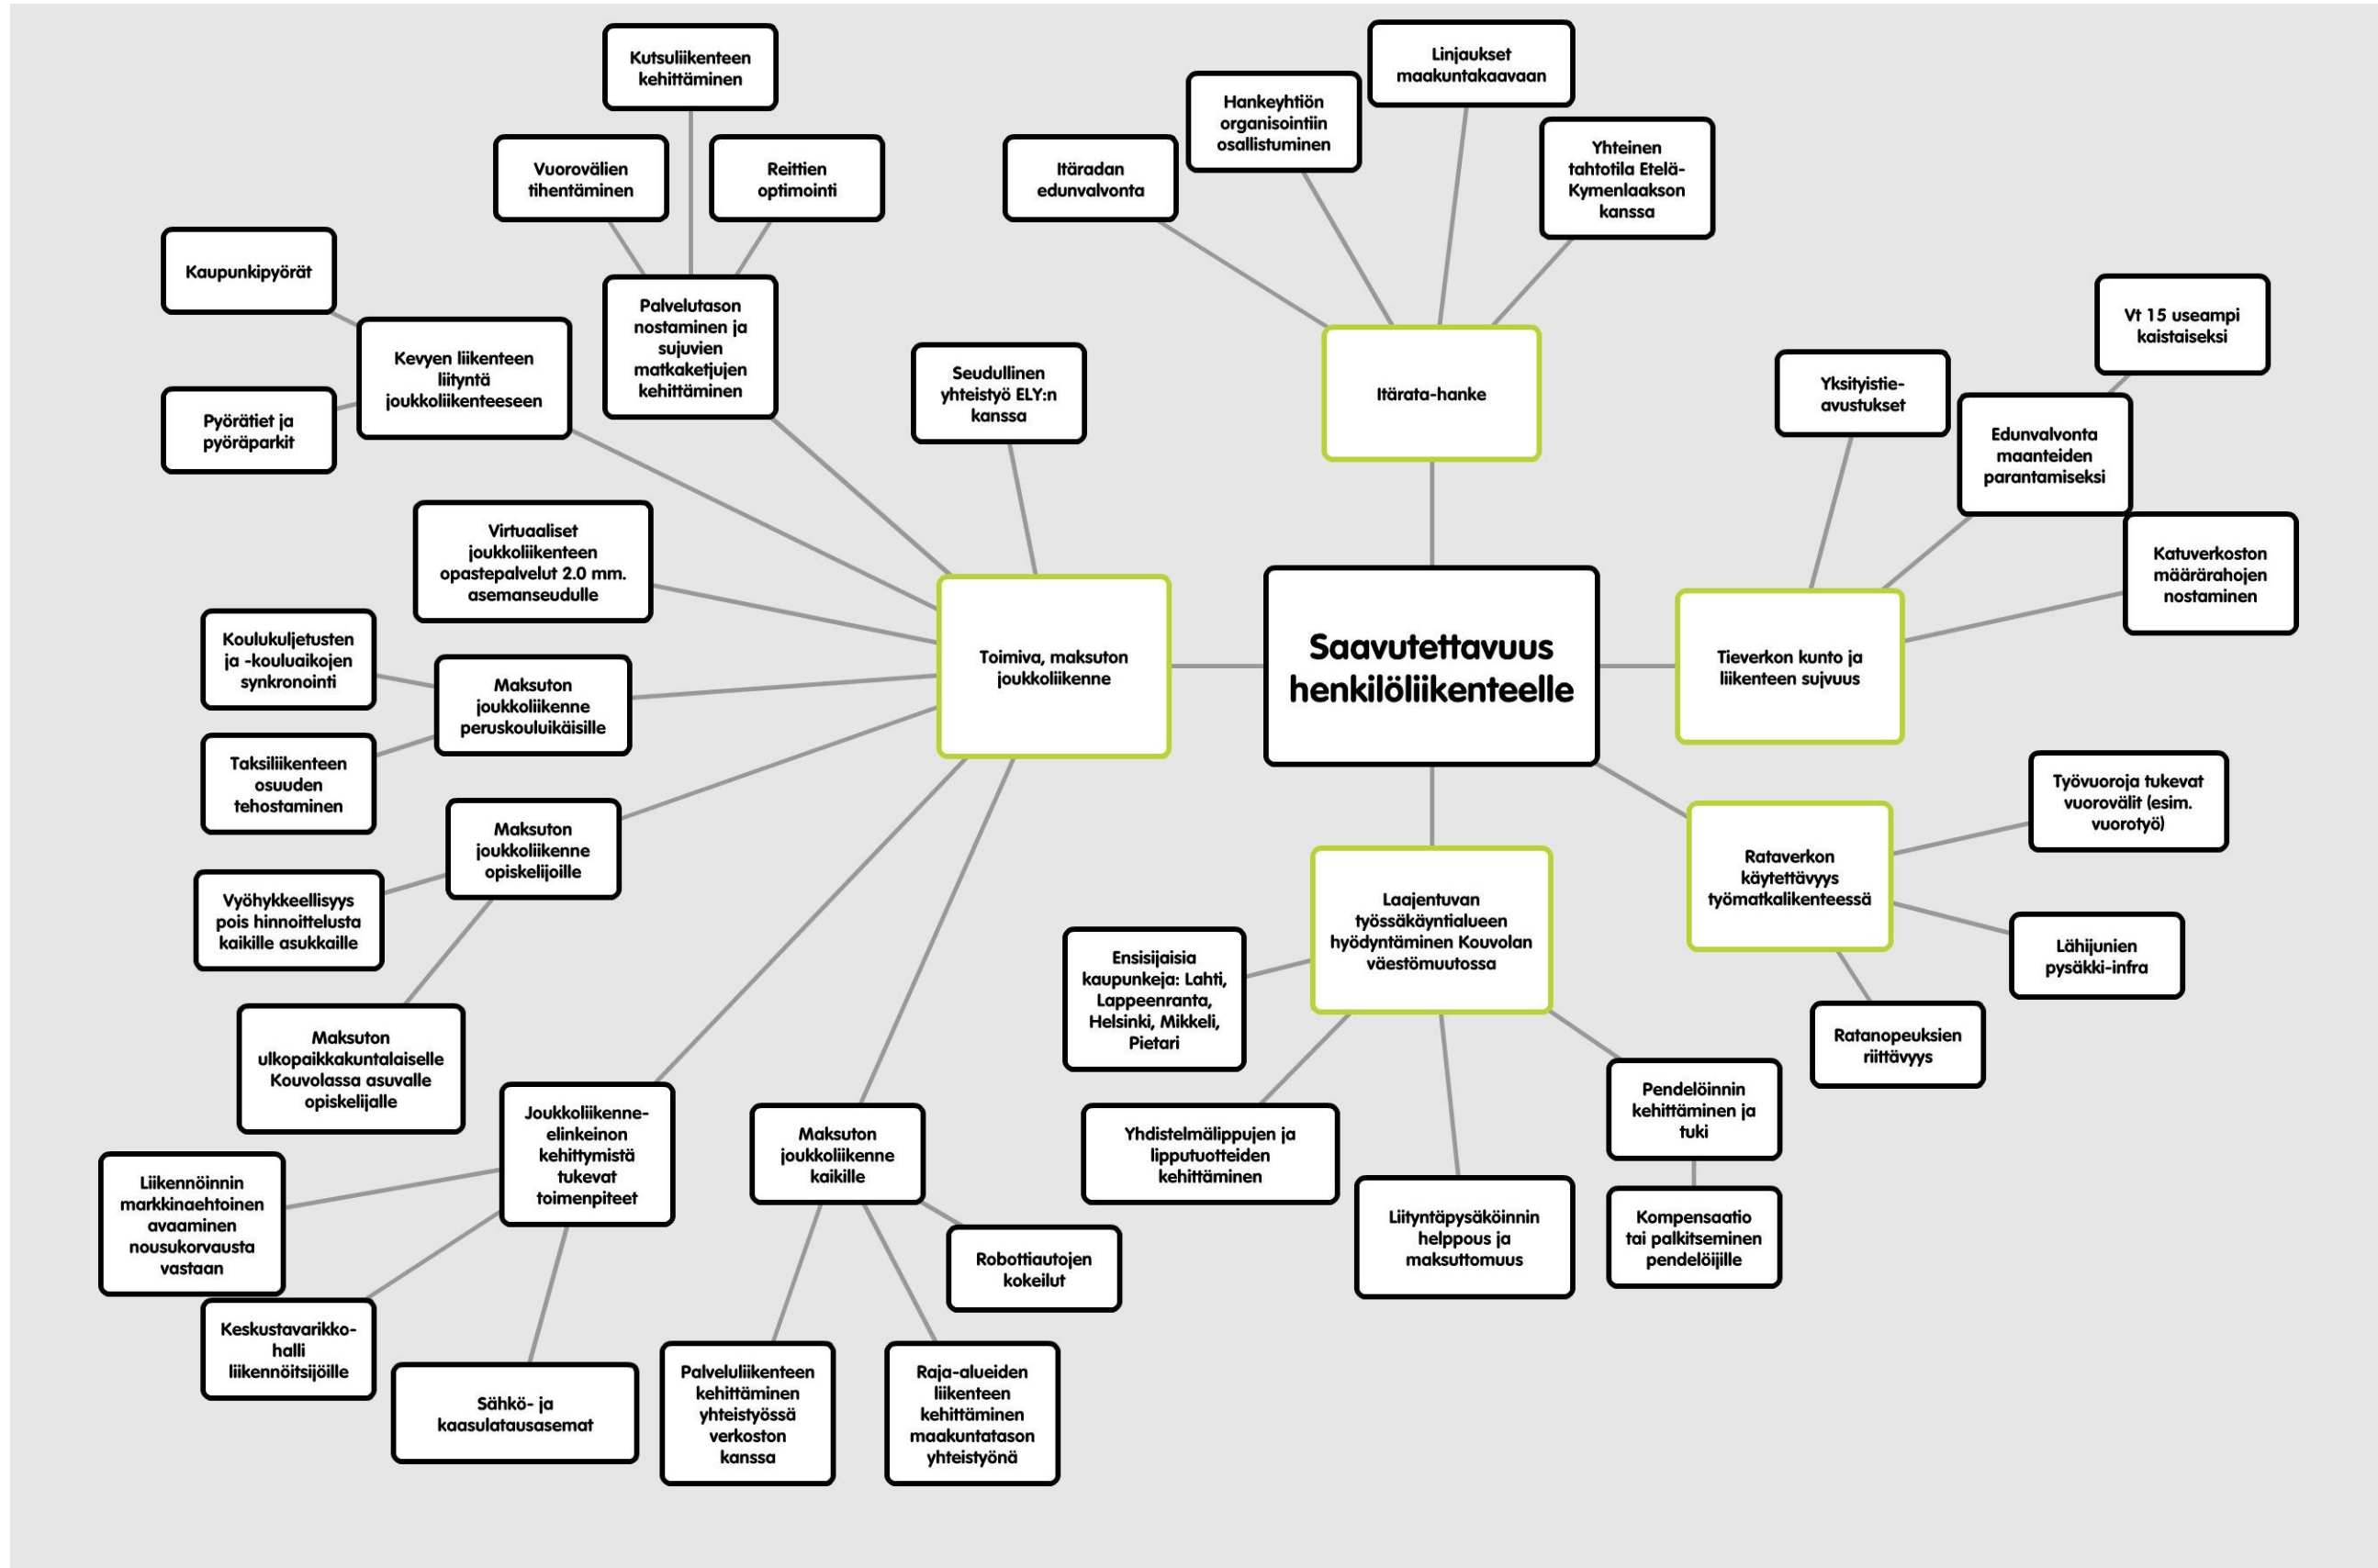 Kutsuliikenteen
kehittäminen
Vuorovälien
tihentäminen
Reittien
optimointi
Kaupunkipyörät
Kevyen liikenteen
liityntä
joukkoliikenteeseen
Pyörätiet ja
pyöräparkit
Palvelutason
nostaminen ja
sujuvien
matkaketjujen
kehittäminen
Seudullinen
yhteistyö ELY:n
kanssa
Virtuaaliset
joukkoliikenteen
opastepalvelut 2.0 mm.
asemanseudulle
Koulukuljetusten
ja -kouluaikojen
synkronointi
Maksuton
joukkoliikenne
peruskouluikäisille
Taksiliikenteen
osuuden
tehostaminen
Maksuton
joukkoliikenne
opiskelijoille
Vyöhykkeellisyys
pois hinnoittelusta
kaikille asukkaille
Maksuton
ulkopaikkakuntalaiselle
Kouvolassa asuvalle
opiskelijalle
Toimiva, maksuton
joukkoliikenne
Joukkoliikenne-
elinkeinon
kehittymistä
tukevat
toimenpiteet
Liikennöinnin
markkinaehtoinen
avaaminen
nousukorvausta
vastaan
Keskustavarikko-
halli
liikennöitsijöille
Sähkö- ja
kaasulatausasemat
Maksuton
joukkoliikenne
kaikille
Robottiautojen
kokeilut
Palveluliikenteen
kehittäminen
yhteistyössä
verkoston
kanssa
Raja-alueiden
liikenteen
kehittäminen
maakuntatason
yhteistyönä
Linjaukset
maakuntakaavaan
Hankeyhtiön
organisointiin
osallistuminen
Itäradan
edunvalvonta
Yhteinen
tahtotila Etelä-
Kymenlaakson
kanssa
Itärata-hanke
Saavutettavuus
henkilöliikenteelle
Vt 15 useampi
kaistaiseksi
Yksityistie-
avustukset
Edunvalvonta
maanteiden
parantamiseksi
Katuverkoston
määrärahojen
nostaminen
Tieverkon kunto ja
liikenteen sujvuus
Työvuoroja tukevat
vuorovälit (esim.
vuorotyö)
Rataverkon
käytettävyys
työmatkalikenteessä
Lähijunien
pysäkki-infra
Ratanopeuksien
riittävyys
Laajentuvan
työssäkäyntialueen
hyödyntäminen Kouvolan
väestömuutossa
Ensisijaisia
kaupunkeja: Lahti,
Lappeenranta,
Helsinki, Mikkeli,
Pietari
Yhdistelmälippujen ja
lipputuotteiden
kehittäminen
Liityntäpysäköinnin
helppous ja
maksuttomuus
Pendelöinnin
kehittäminen ja
tuki
Kompensaatio
tai palkitseminen
pendelöijille